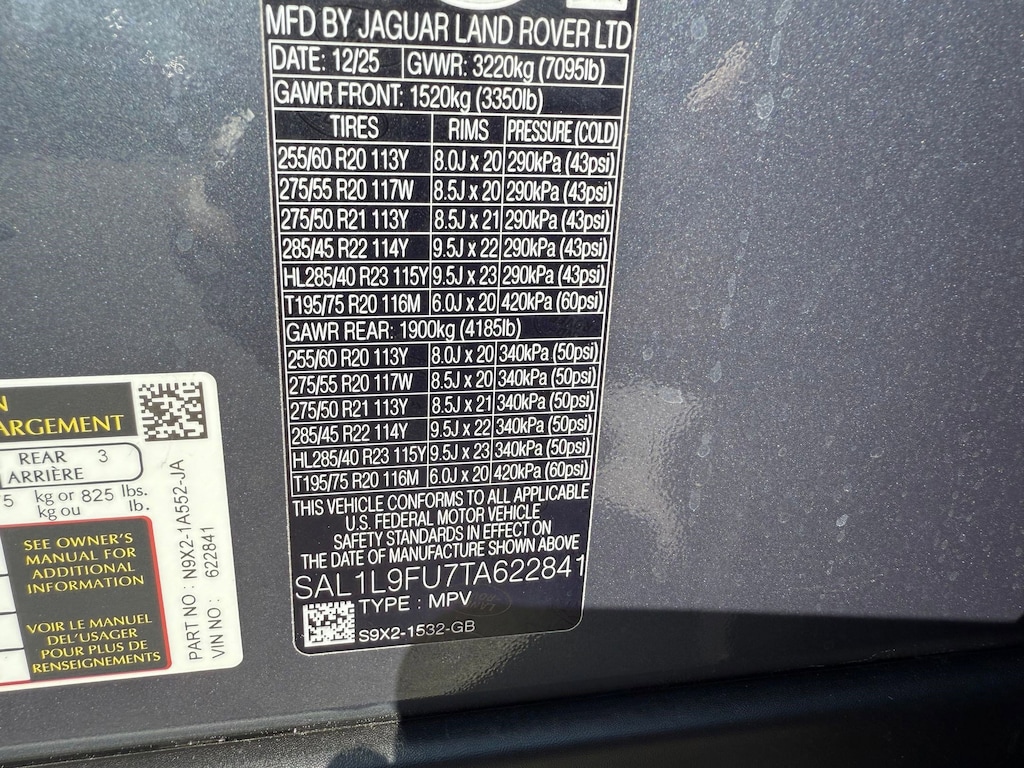 MFD BY JAGUAR LAND ROVER LTD
DATE: 12/25 GVWR: 3220kg (7095lb)
GAWR FRONT: 1520kg (3350lb)
TIRES RIMS PRESSURE (COLD)
255/60 R20 113Y 8.0J x 20 290kPa (43psi)
275/55 R20 117W 8.5J x 20 290kPa (43psi)
275/50 R21 113Y 8.5J x 21 290kPa (43psi)
285/45 R22 114Y 9.5J x 22 290kPa (43psi)
HL285/40 R23 115Y 9.5J x 23 290kPa (43psi)
T195/75 R20 116M 6.0J x 20 420kPa (60psi)
GAWR REAR: 1900kg (4185lb)
255/60 R20 113Y 8.0J x 20 340kPa (50psi)
275/55 R20 117W 8.5J x 20 340kPa (50psi)
275/50 R21 113Y 8.5J x 21 340kPa (50psi)
285/45 R22 114Y 9.5J x 22 340kPa (50psi)
HL285/40 R23 115Y 9.5J x 23 340kPa (50psi)
T195/75 R20 116M 6.0J x 20 420kPa (60psi)
THIS VEHICLE CONFORMS TO ALL APPLICABLE
U.S. FEDERAL MOTOR VEHICLE
SAFETY STANDARDS IN EFFECT ON
THE DATE OF MANUFACTURE SHOWN ABOVE
SAL1L9FU7TA622841
TYPE : MPV
S9X2-1532-GB
N
ARGEMENT
REAR 3
ARRIÈRE
5 kg or 825 lbs.
kg ou lb.
SEE OWNER'S
MANUAL FOR
ADDITIONAL
INFORMATION
VOIR LE MANUEL
DEL'USAGER
POUR PLUS DE
RENSEIGNEMENTS
PART NO : N9X2-1A552-JA
VIN NO : 622841